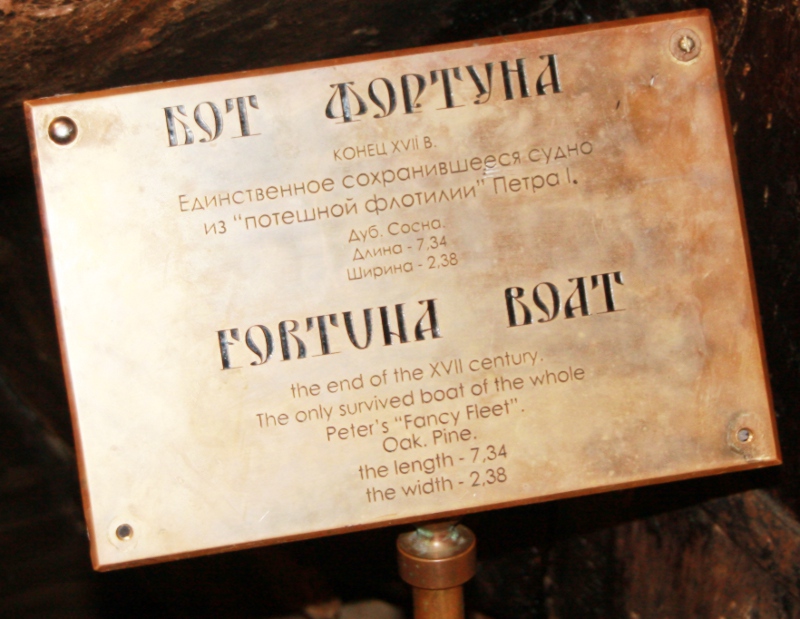 БОТ ФОРТУНА
КОНЕЦ XVII В.
Единственное сохранившееся судно
из "потешной флотилии" Петра I.
Дуб. Сосна.
Длина - 7,34
Ширина - 2,38
FORTUNA BOAT
the end of the XVII century.
The only survived boat of the whole
Peter's "Fancy Fleet".
Oak. Pine.
the length - 7,34
the width - 2,38